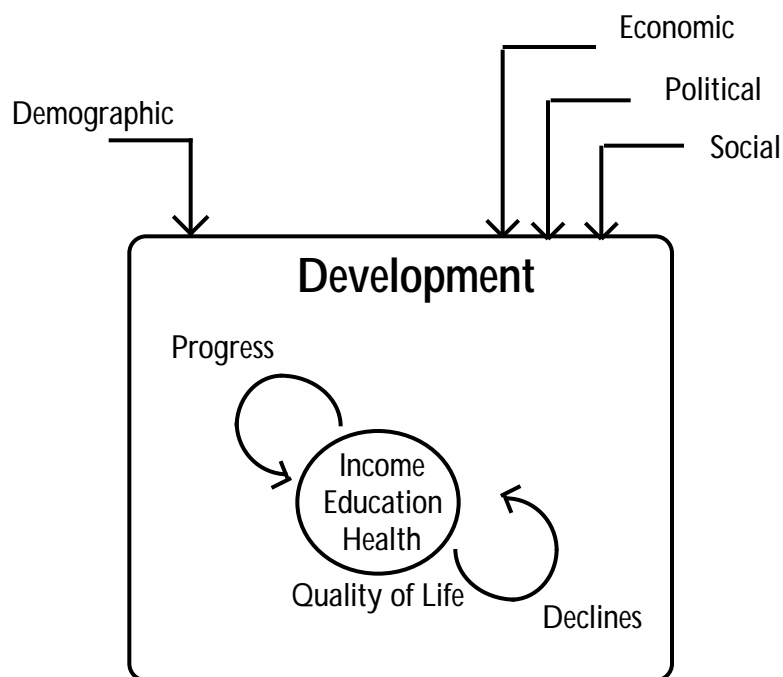 Economic
Political
Demographic
Social
Development
Progress
Income
Education
Health
Quality of Life
Declines